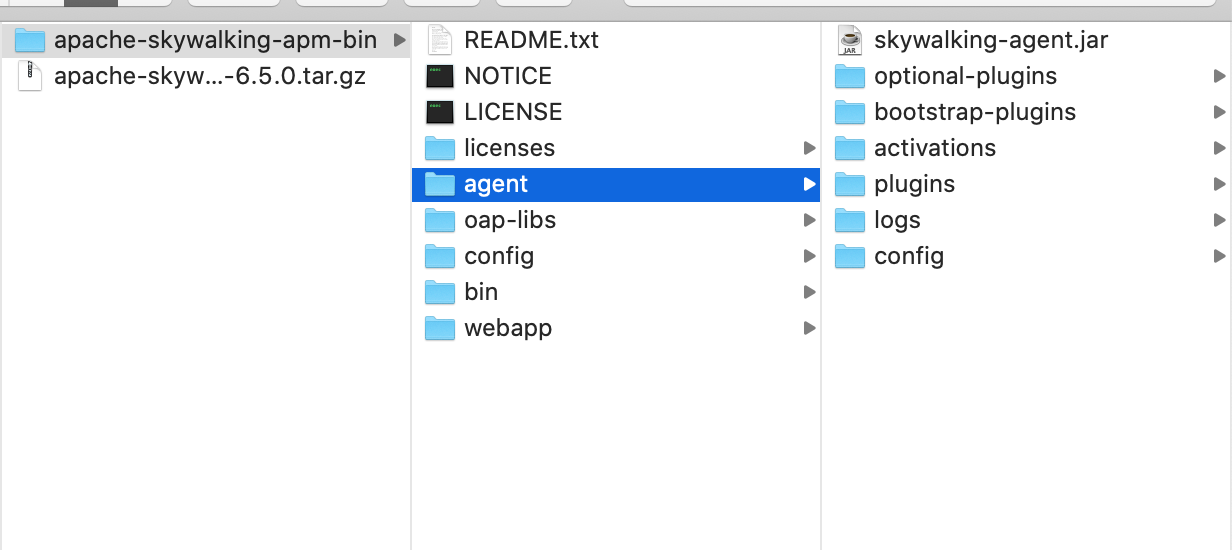 apache-skywalking-apm-bin
apache-skyw...-6.5.0.tar.gz
README.txt
NOTICE
LICENSE
licenses
agent
oap-libs
config
bin
webapp
skywalking-agent.jar
optional-plugins
bootstrap-plugins
activations
plugins
logs
config